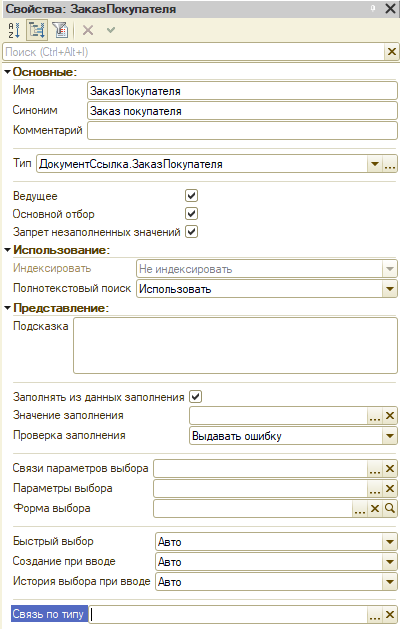 Свойства: ЗаказПокупателя
Поиск (Ctrl+Alt+I)
Основные:
Имя ЗаказПокупателя
Синоним Заказ покупателя
Комментарий
Тип ДокументСсылка.ЗаказПокупателя
Ведущее
Основной отбор
Запрет незаполненных значений
Использование:
Индексировать Не индексировать
Полнотекстовый поиск Использовать
Представление:
Подсказка
Заполнять из данных заполнения
Значение заполнения
Проверка заполнения Выдавать ошибку
Связи параметров выбора
Параметры выбора
Форма выбора
Быстрый выбор Авто
Создание при вводе Авто
История выбора при вводе Авто
Связь по типу